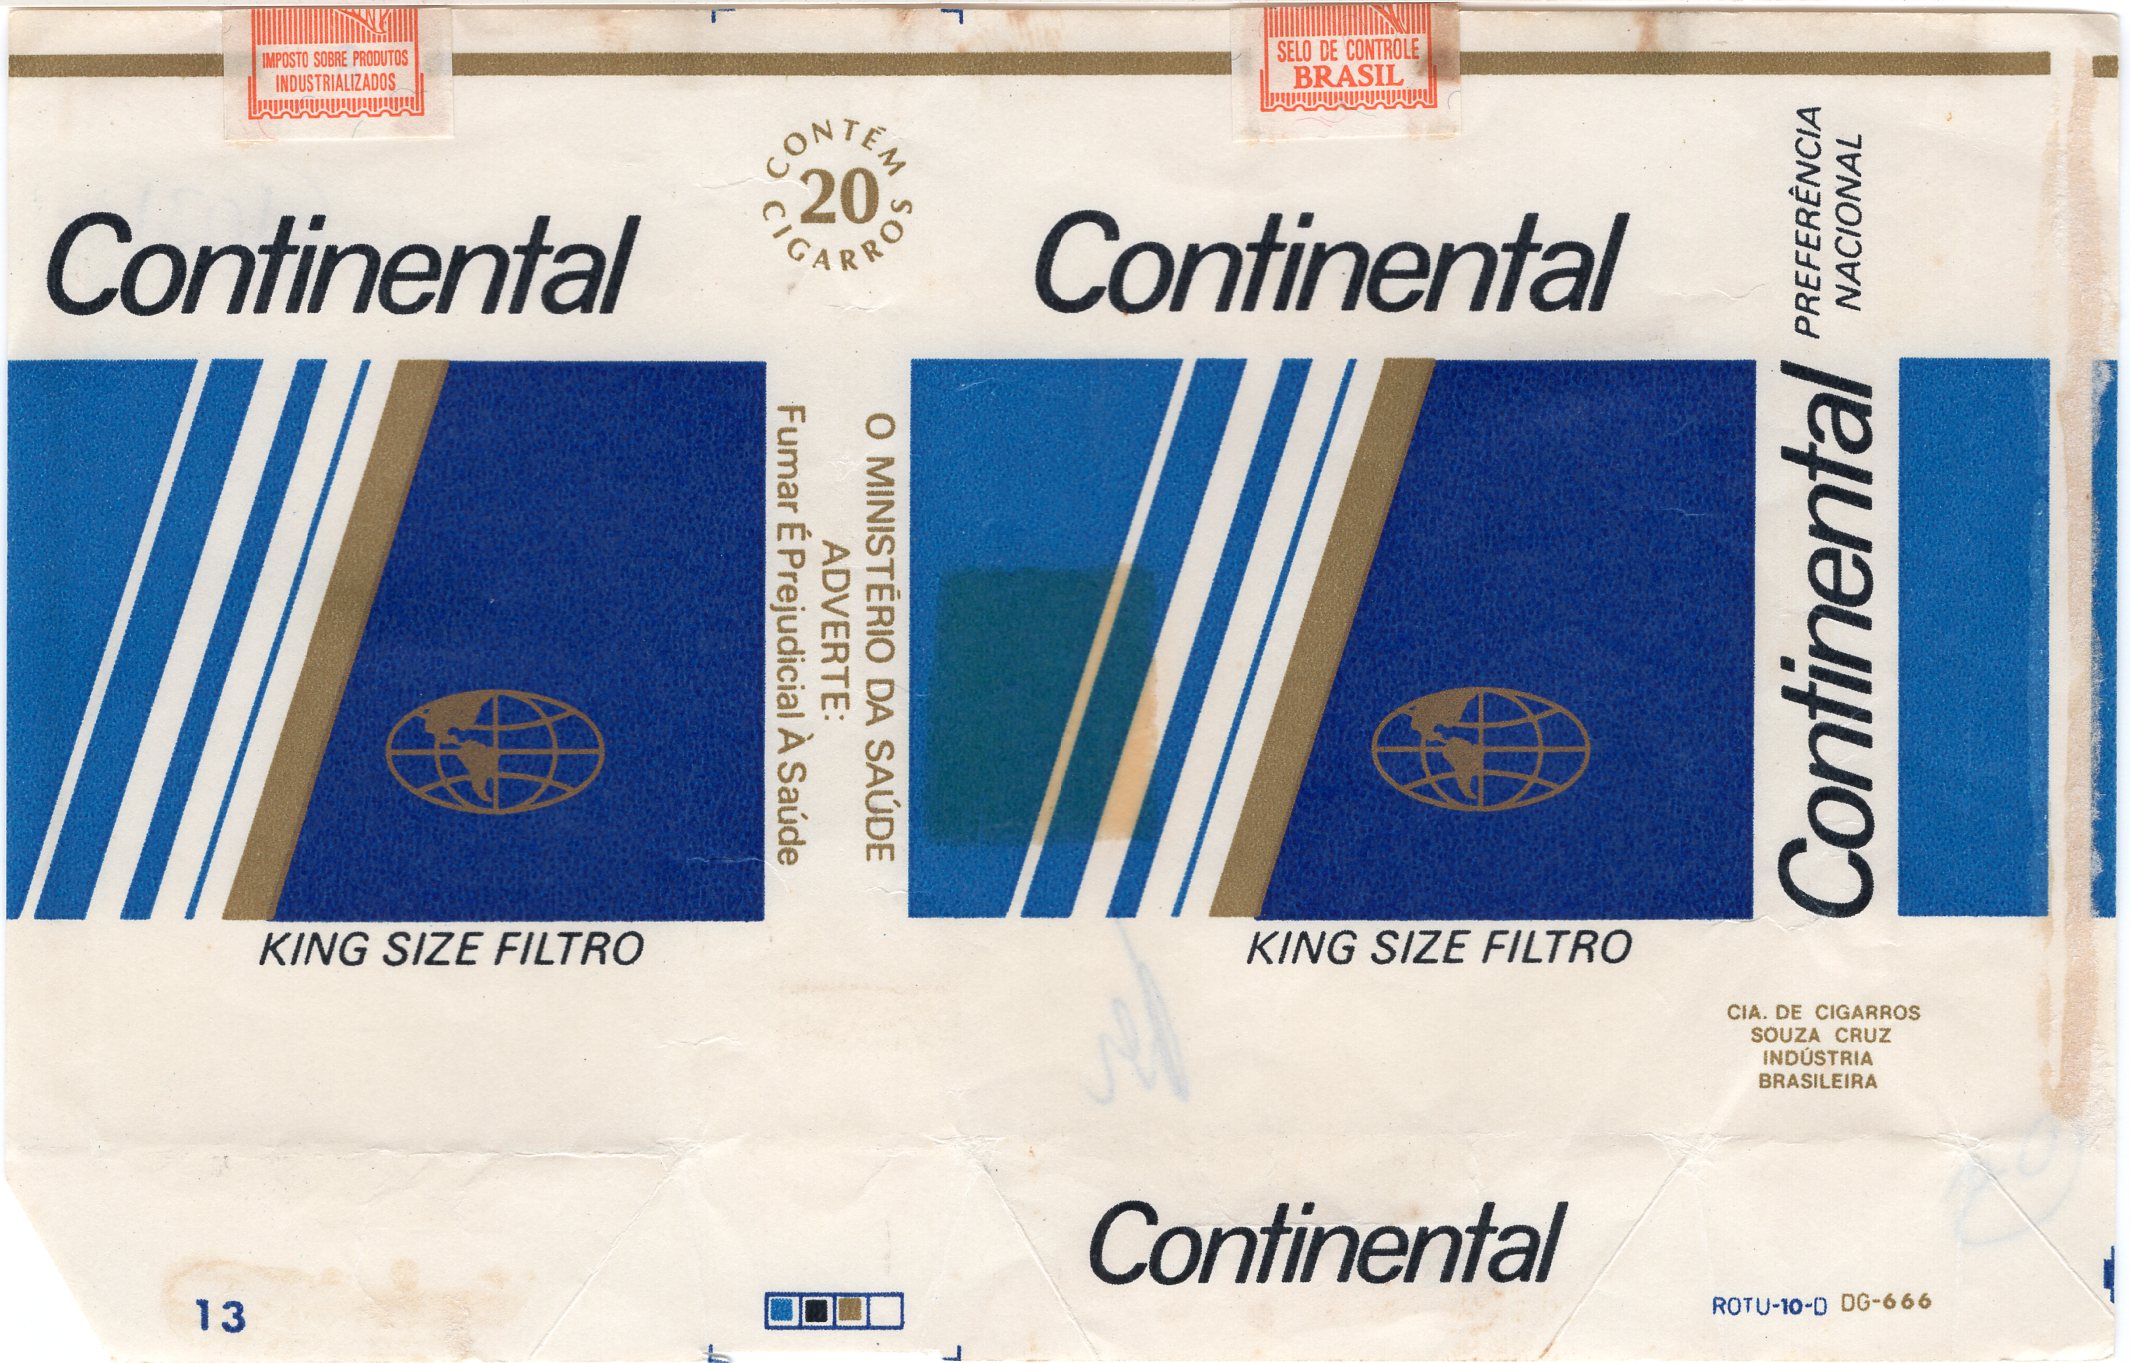 IMPOSTO SOBRE PRODUTOS
INDUSTRIALIZADOS
SELO DE CONTROLE
BRASIL
CONTÉM
20
CIGARROS
Continental
Continental
PREFERÊNCIA
NACIONAL
Continental
O MINISTÉRIO DA SAÚDE
ADVERTE:
Fumar É Prejudicial À Saúde
KING SIZE FILTRO
KING SIZE FILTRO
CIA. DE CIGARROS
SOUZA CRUZ
INDÚSTRIA
BRASILEIRA
Continental
13
ROTU-10-D DG-666